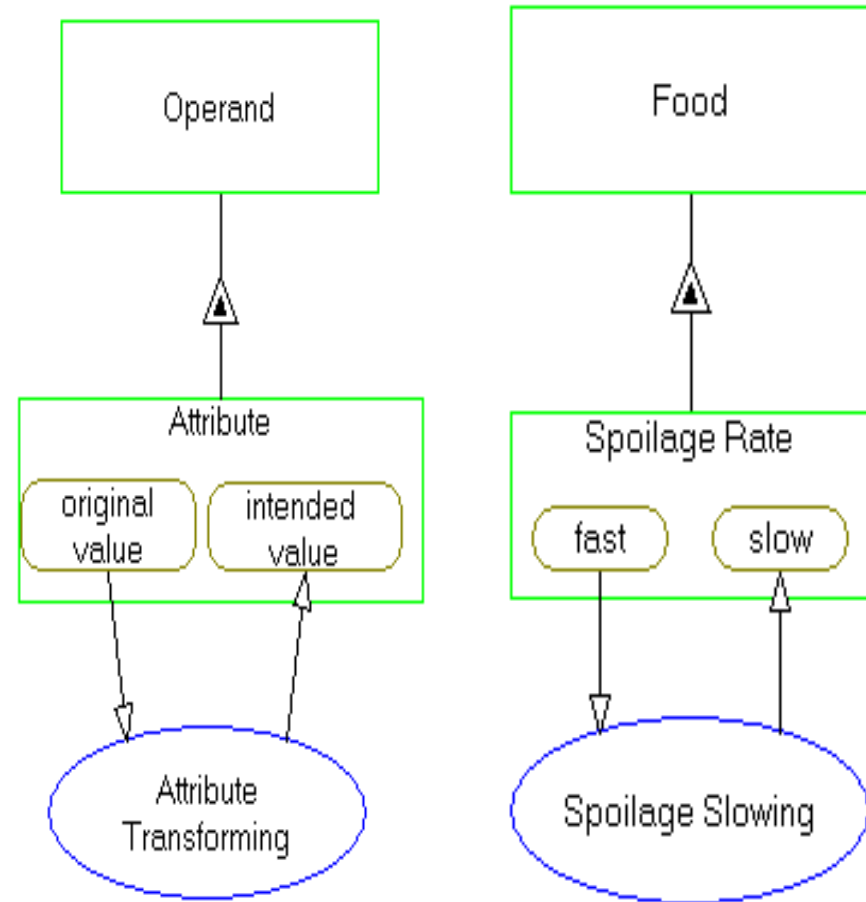 Operand
Attribute
original
value
intended
value
Attribute
Transforming
Food
Spoilage Rate
fast
slow
Spoilage Slowing